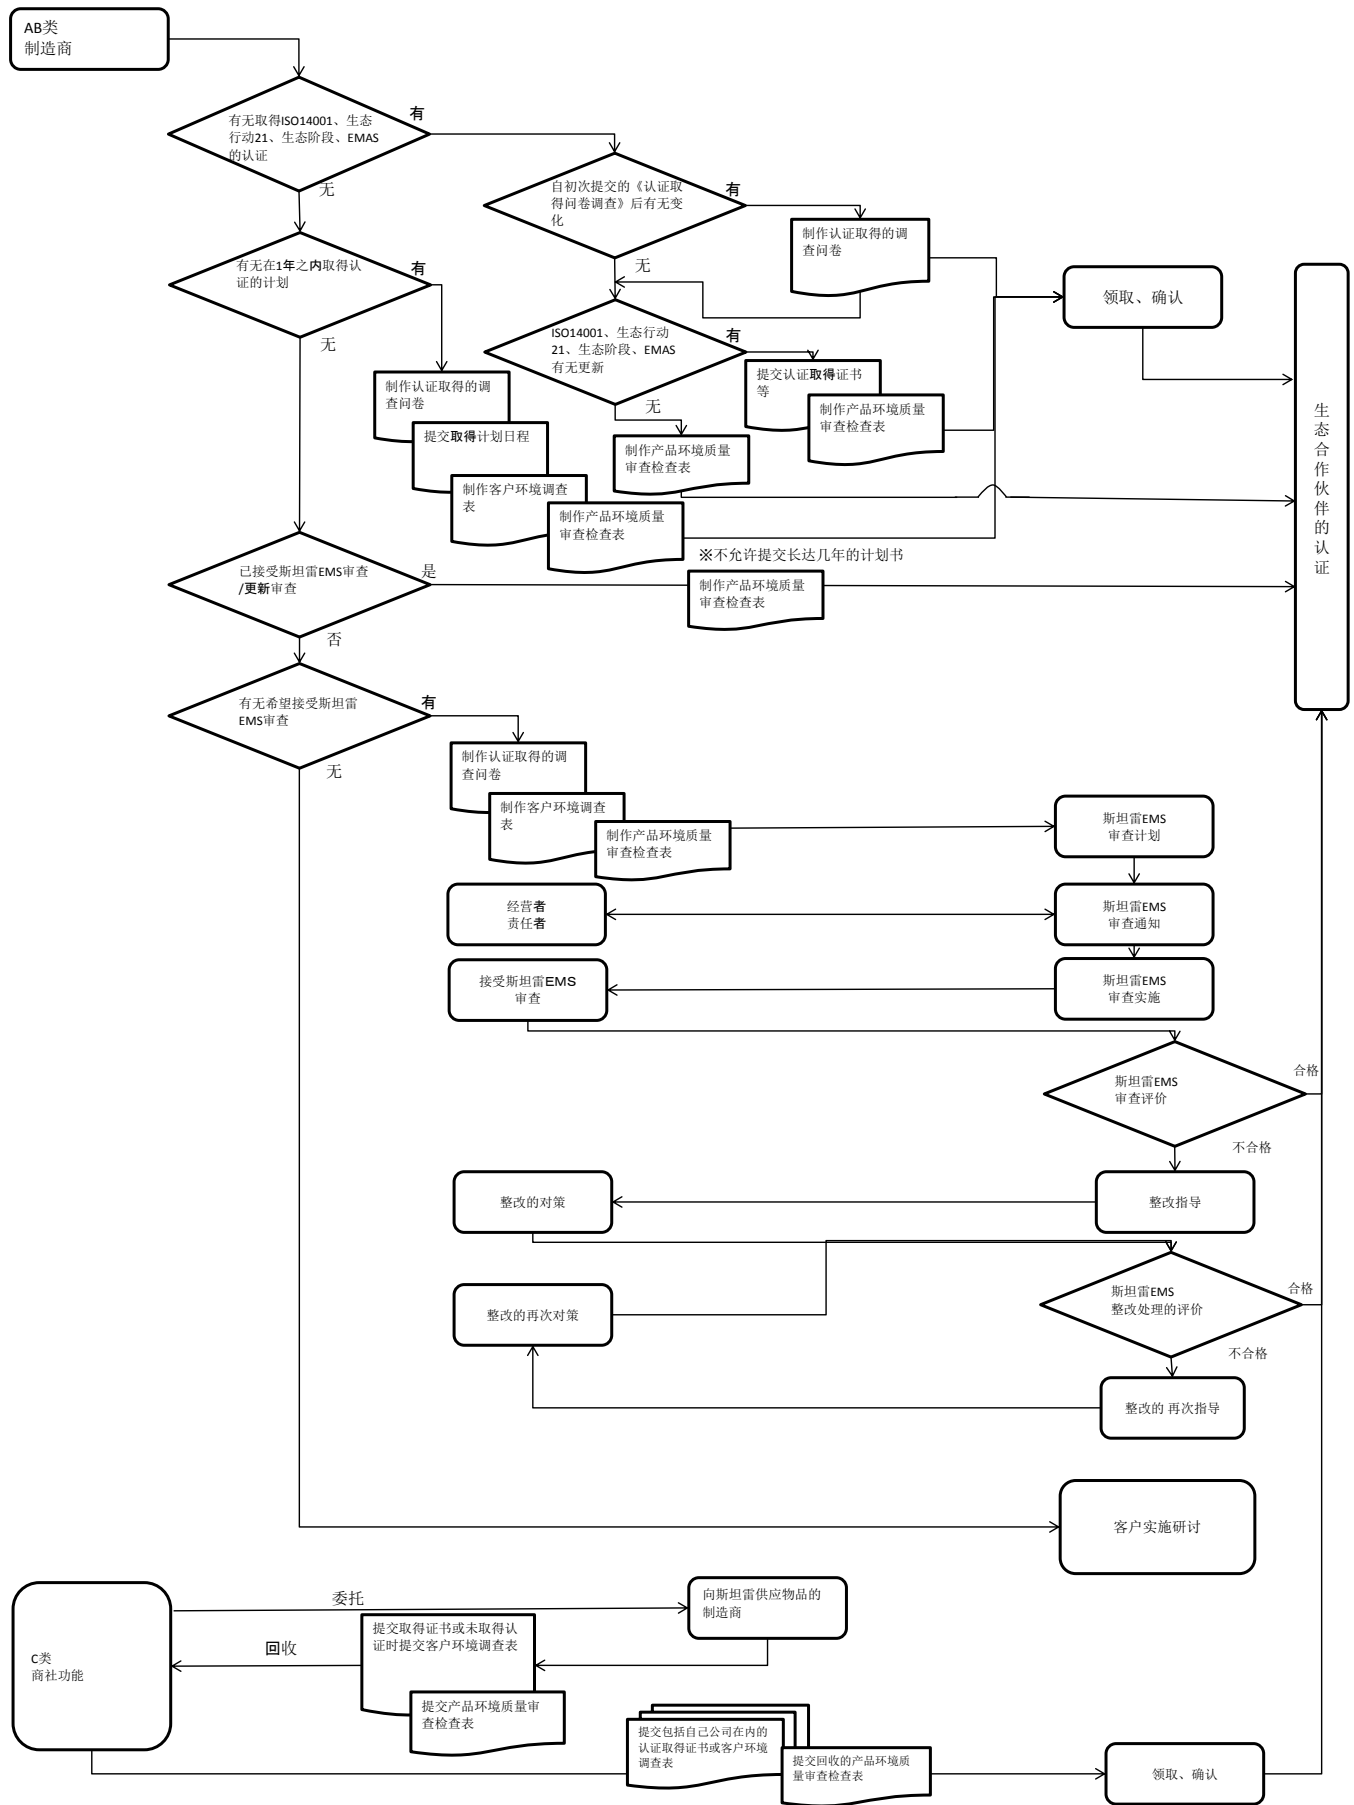 AB类
制造商
有无取得ISO14001、生态
行动21、生态阶段、EMAS
的认证
有
无
自初次提交的《认证取
得问卷调查》后有无变
化
有
无
制作认证取得的调
查问卷
有无在1年之内取得认
证的计划
有
无
领取、确认
ISO14001、生态行动
21、生态阶段、EMAS
有无更新
有
无
提交认证取得证书
等
制作产品环境质量
审查检查表
制作产品环境质量
审查检查表
制作认证取得的调
查问卷
提交取得计划日程
制作客户环境调查
表
制作产品环境质量
审查检查表
※不允许提交长达几年的计划书
生
态
合
作
伙
伴
的
认
证
已接受斯坦雷EMS审查
/更新审查
是
否
制作产品环境质量
审查检查表
有无希望接受斯坦雷
EMS审查
有
无
制作认证取得的调
查问卷
制作客户环境调查
表
制作产品环境质量
审查检查表
斯坦雷EMS
审查计划
经营者
责任者
斯坦雷EMS
审查通知
接受斯坦雷EMS
审查
斯坦雷EMS
审查实施
斯坦雷EMS
审查评价
合格
不合格
整改的对策
整改指导
斯坦雷EMS
整改处理的评价
合格
不合格
整改的再次对策
整改的 再次指导
客户实施研讨
C类
商社功能
委托
向斯坦雷供应物品的
制造商
回收
提交取得证书或未取得认
证时提交客户环境调查表
提交产品环境质量审
查检查表
提交包括自己公司在内的
认证取得证书或客户环境
调查表
提交回收的产品环境质
量审查检查表
领取、确认